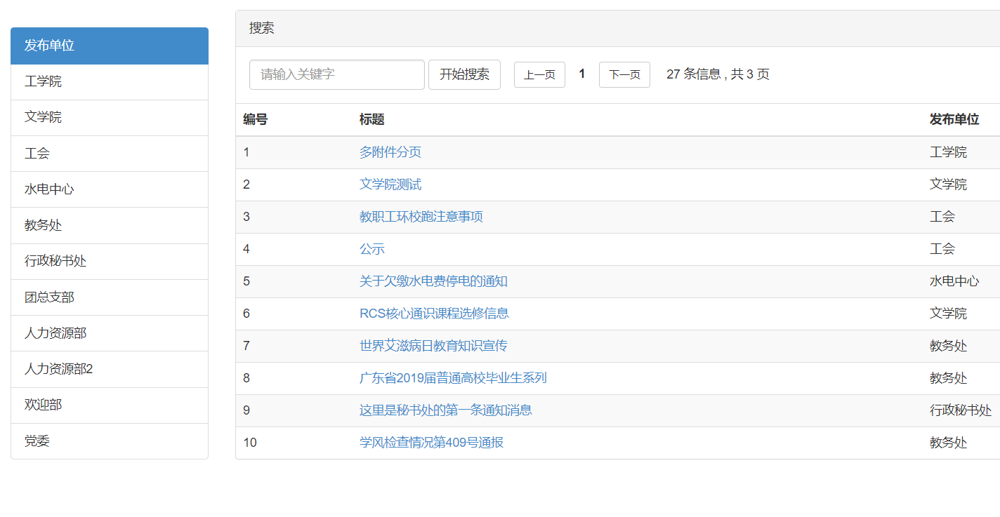 发布单位
工学院
文学院
工会
水电中心
教务处
行政秘书处
团总支部
人力资源部
人力资源部2
欢迎部
党委
搜索
请输入关键字 开始搜索 上一页 1 下一页 27 条信息 , 共 3 页
编号 标题 发布单位
1 多附件分页 工学院
2 文学院测试 文学院
3 教职工环校跑注意事项 工会
4 公示 工会
5 关于欠缴水电费停电的通知 水电中心
6 RCS核心通识课程选修信息 文学院
7 世界艾滋病日教育知识宣传 教务处
8 广东省2019届普通高校毕业生系列 教务处
9 这里是秘书处的第一条通知消息 行政秘书处
10 学风检查情况第409号通报 教务处